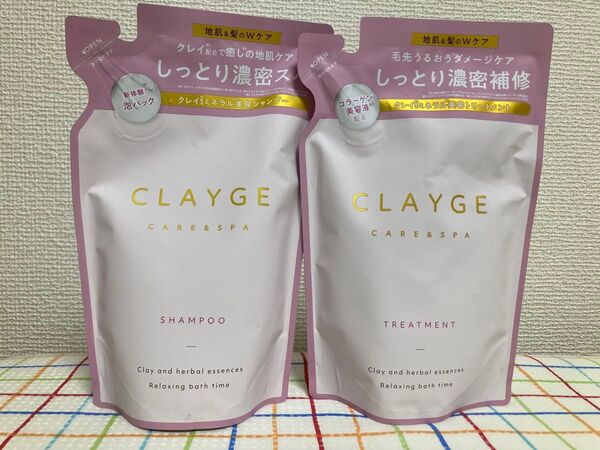 OPEN
地肌&髪のWケア
クレイ配合で癒しの地肌ケア
しっとり濃密ス
新体験!
泡パック
クレイ&ミネラル美容シャンプー
CLAYGE
CARE&SPA
SHAMPOO
Clay and herbal essences
Relaxing bath time
OPEN
地肌&髪のWケア
毛先うるおうダメージケア
しっとり濃密補修
コラーゲン
美容液
配合
クレイ&ミネラル美容トリートメント
CLAYGE
CARE&SPA
TREATMENT
Clay and herbal essences
Relaxing bath time